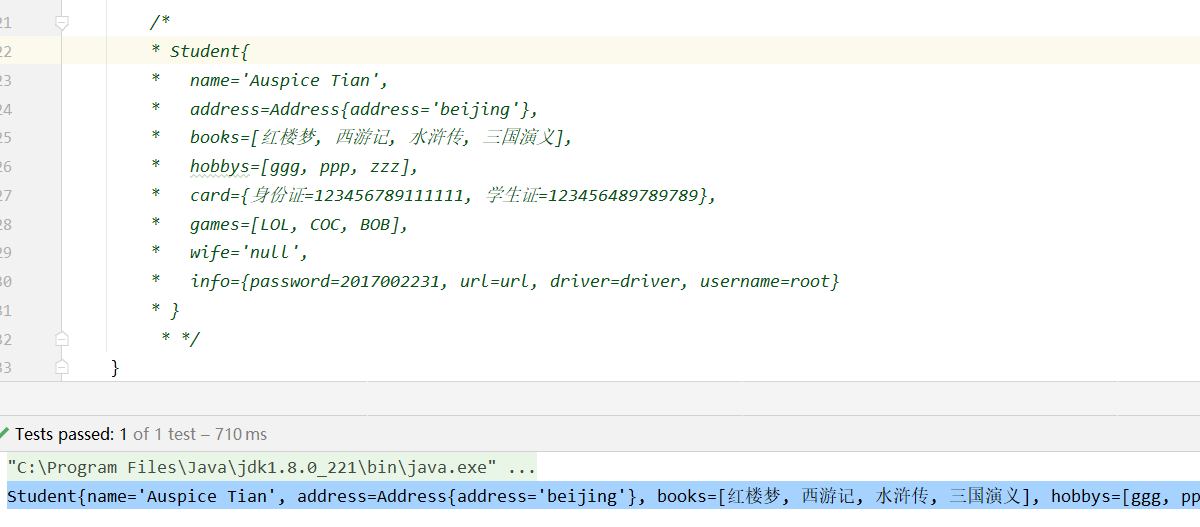 21 /*
22 * Student{
23 * name='Auspice Tian',
24 * address=Address{address='beijing'},
25 * books=[红楼梦, 西游记, 水浒传, 三国演义],
26 * hobbys=[ggg, ppp, zzz],
27 * card={身份证=123456789111111, 学生证=123456489789789},
28 * games=[LOL, COC, BOB],
29 * wife='null',
30 * info={password=2017002231, url=url, driver=driver, username=root}
31 * }
32 * */
33 }
Tests passed: 1 of 1 test – 710 ms
"C:\Program Files\Java\jdk1.8.0_221\bin\java.exe" ...
Student{name='Auspice Tian', address=Address{address='beijing'}, books=[红楼梦, 西游记, 水浒传, 三国演义], hobbys=[ggg, pp